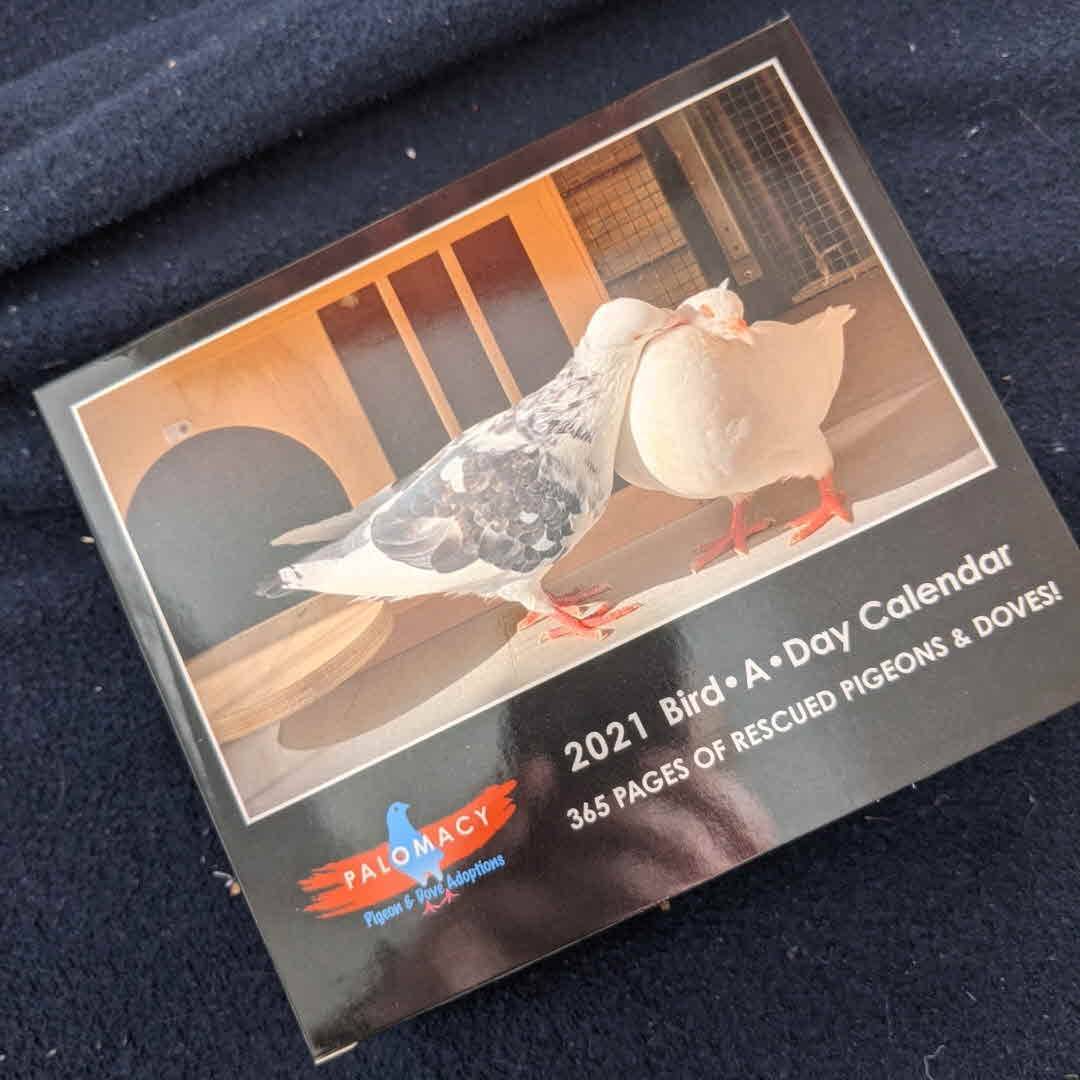 2021 Bird•A•Day Calendar
365 PAGES OF RESCUED PIGEONS & DOVES!
PALOMACY
Pigeon & Dove Adoptions